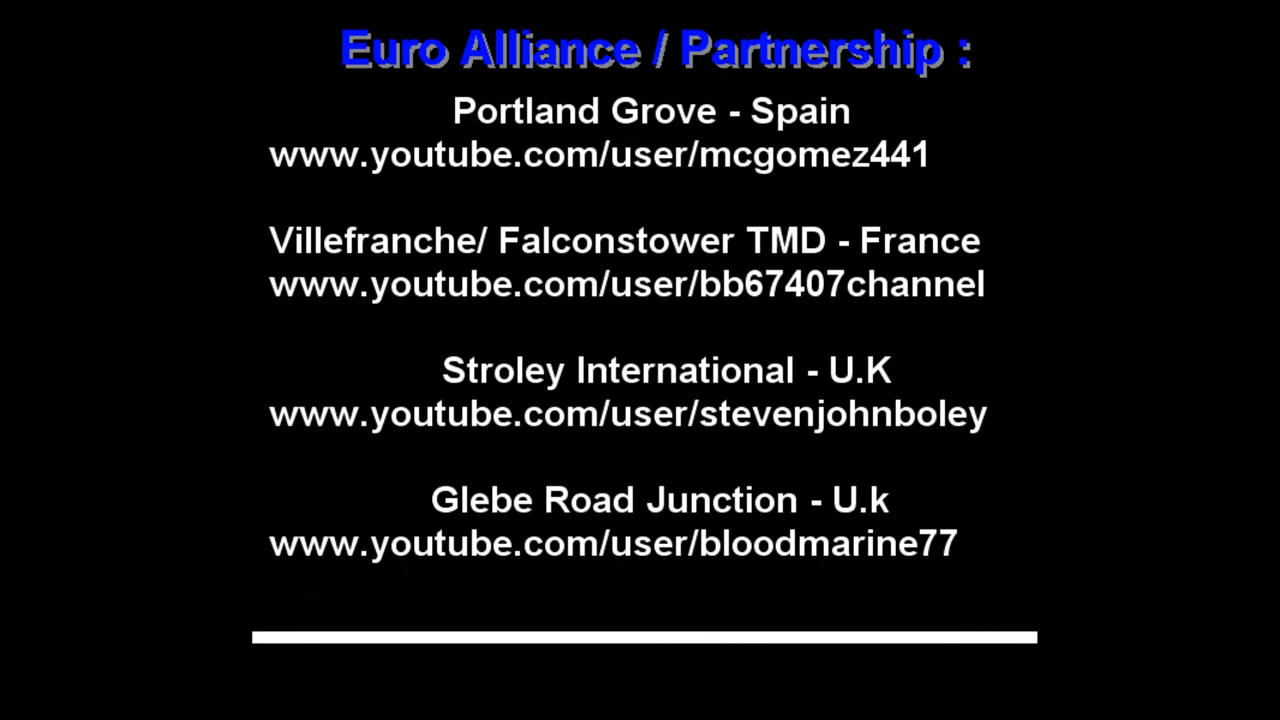 Euro Alliance / Partnership :
Portland Grove - Spain
www.youtube.com/user/mcgomez441
Villefranche/ Falconstower TMD - France
www.youtube.com/user/bb67407channel
Stroley International - U.K
www.youtube.com/user/stevenjohnboley
Glebe Road Junction - U.k
www.youtube.com/user/bloodmarine77